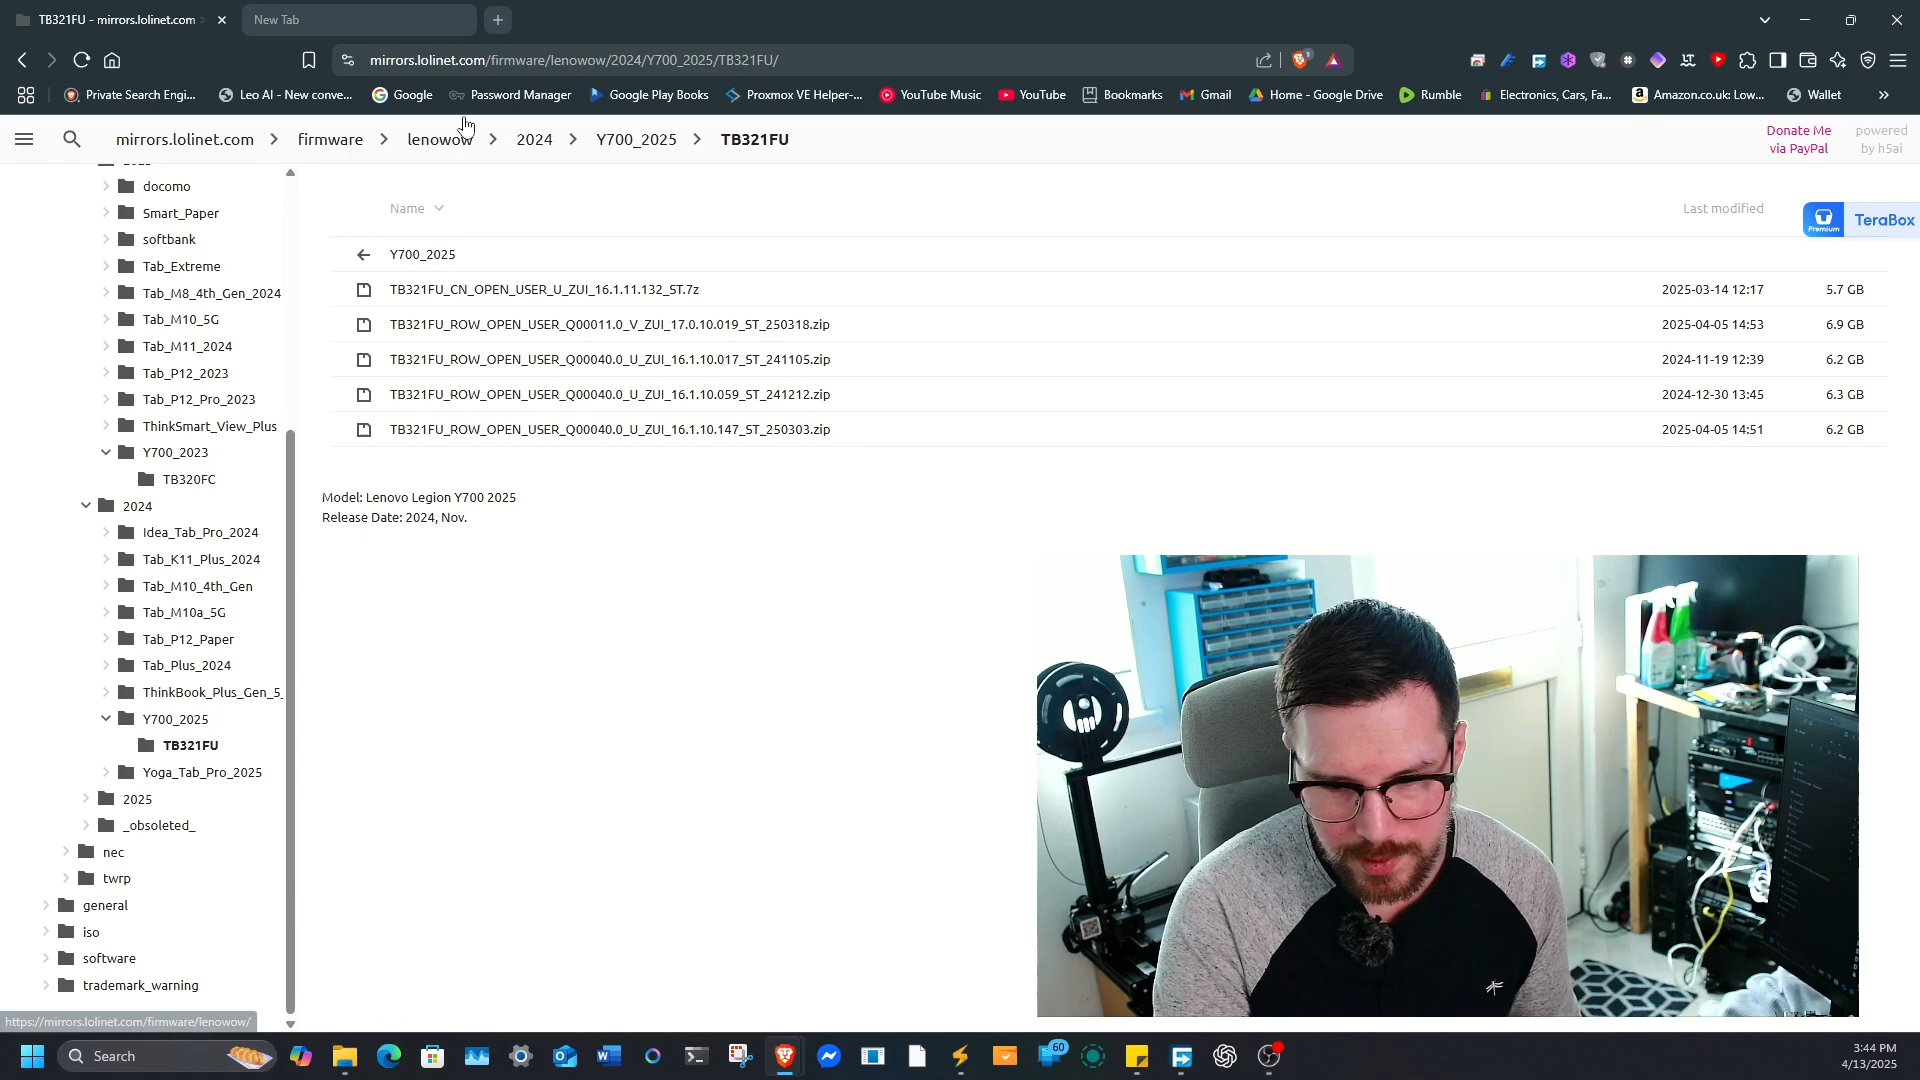 TB321FU - mirrors.lolinet.com
New Tab
mirrors.lolinet.com/firmware/lenowow/2024/Y700_2025/TB321FU/
1
Private Search Engi...
Leo AI - New conve...
Google
Password Manager
Google Play Books
Proxmox VE Helper-...
YouTube Music
YouTube
Bookmarks
Gmail
Home - Google Drive
Rumble
Electronics, Cars, Fa...
Amazon.co.uk: Low...
Wallet
mirrors.lolinet.com
firmware
lenowow
2024
Y700_2025
TB321FU
Donate Me
via PayPal
powered
by h5ai
docomo
Smart_Paper
softbank
Tab_Extreme
Tab_M8_4th_Gen_2024
Tab_M10_5G
Tab_M11_2024
Tab_P12_2023
Tab_P12_Pro_2023
ThinkSmart_View_Plus
Y700_2023
TB320FC
2024
Idea_Tab_Pro_2024
Tab_K11_Plus_2024
Tab_M10_4th_Gen
Tab_M10a_5G
Tab_P12_Paper
Tab_Plus_2024
ThinkBook_Plus_Gen_5_
Y700_2025
TB321FU
Yoga_Tab_Pro_2025
2025
_obsoleted_
nec
twrp
general
iso
software
trademark_warning
Name
Last modified
Premium
TeraBox
Y700_2025
TB321FU_CN_OPEN_USER_U_ZUI_16.1.11.132_ST.7z 2025-03-14 12:17 5.7 GB
TB321FU_ROW_OPEN_USER_Q00011.0_V_ZUI_17.0.10.019_ST_250318.zip 2025-04-05 14:53 6.9 GB
TB321FU_ROW_OPEN_USER_Q00040.0_U_ZUI_16.1.10.017_ST_241105.zip 2024-11-19 12:39 6.2 GB
TB321FU_ROW_OPEN_USER_Q00040.0_U_ZUI_16.1.10.059_ST_241212.zip 2024-12-30 13:45 6.3 GB
TB321FU_ROW_OPEN_USER_Q00040.0_U_ZUI_16.1.10.147_ST_250303.zip 2025-04-05 14:51 6.2 GB
Model: Lenovo Legion Y700 2025
Release Date: 2024, Nov.
https://mirrors.lolinet.com/firmware/lenowow/
Search
60
3:44 PM
4/13/2025